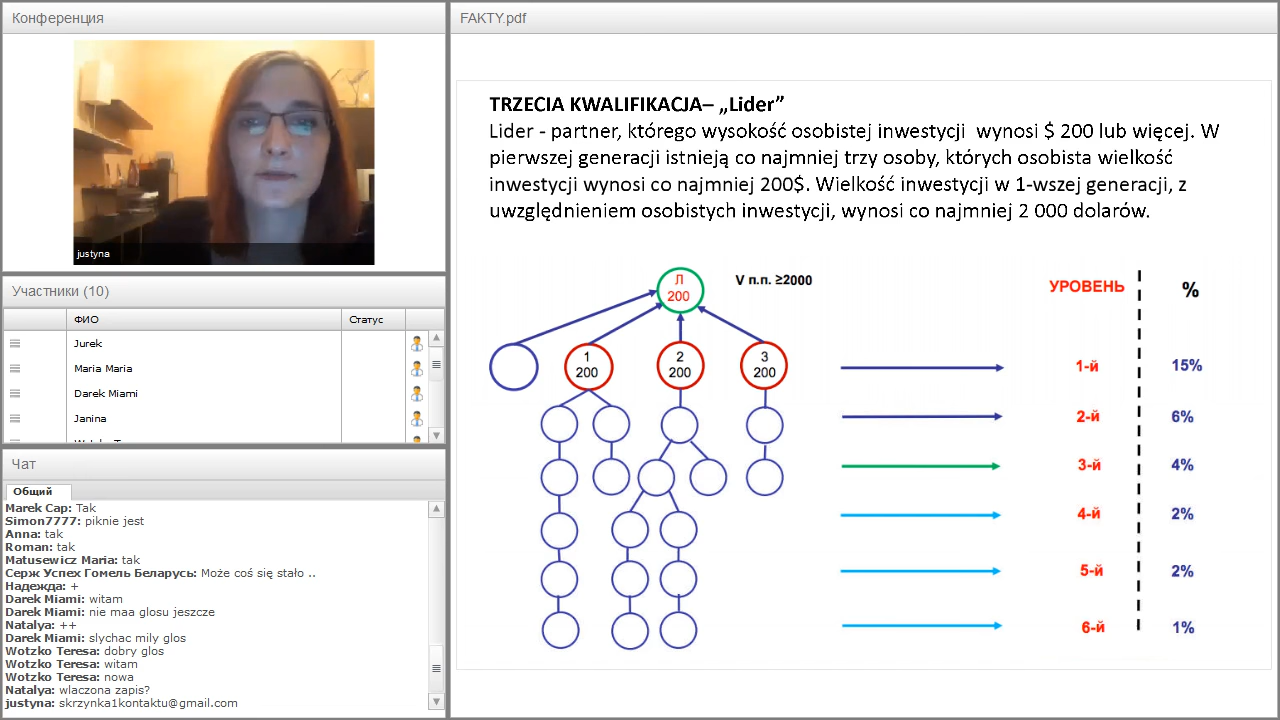 Конференция
justyna
Участники (10)
ФИО
Статус
Jurek
Maria Maria
Darek Miami
Janina
Чат
Общий
Marek Cap: Tak
Simon7777: piknie jest
Anna: tak
Roman: tak
Matusewicz Maria: tak
Серж Успех Гомель Беларусь: Może coś się stało ..
Надежда: +
Darek Miami: witam
Darek Miami: nie maa glosu jeszcze
Natalya: ++
Darek Miami: slychac mily glos
Wotzko Teresa: dobry glos
Wotzko Teresa: witam
Wotzko Teresa: nowa
Natalya: wlaczona zapis?
justyna: skrzynka1kontaktu@gmail.com
FAKTY.pdf
TRZECIA KWALIFIKACJA– „Lider”
Lider - partner, którego wysokość osobistej inwestycji wynosi $ 200 lub więcej. W
pierwszej generacji istnieją co najmniej trzy osoby, których osobista wielkość
inwestycji wynosi co najmniej 200$. Wielkość inwestycji w 1-wszej generacji, z
uwzględnieniem osobistych inwestycji, wynosi co najmniej 2 000 dolarów.
Л
200
V п.п. ≥2000
1
200
2
200
3
200
УРОВЕНЬ
%
1-й
15%
2-й
6%
3-й
4%
4-й
2%
5-й
2%
6-й
1%